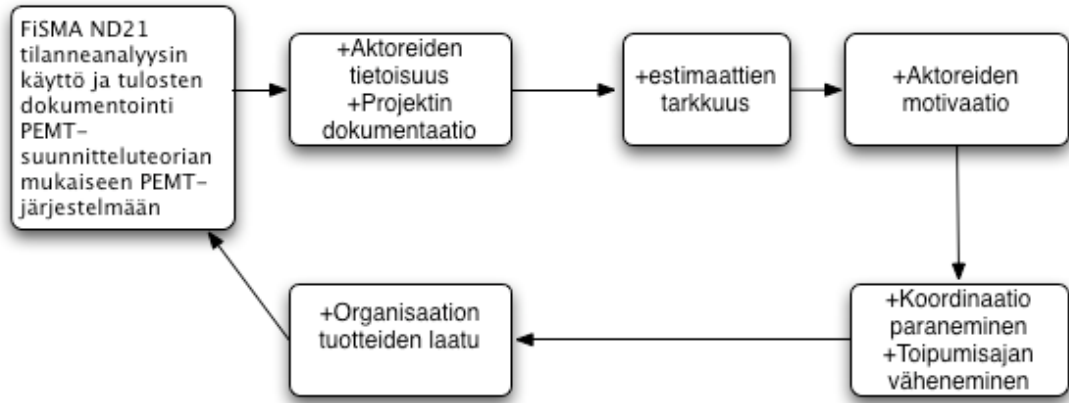 FiSMA ND21
tilanneanalyysin
käyttö ja tulosten
dokumentointi
PEMT-
suunnitteluteorian
mukaiseen PEMT-
järjestelmään
+Aktoreiden
tietoisuus
+Projektin
dokumentaatio
+estimaattien
tarkkuus
+Aktoreiden
motivaatio
+Koordinaatio
paraneminen
+Toipumisajan
väheneminen
+Organisaation
tuotteiden laatu